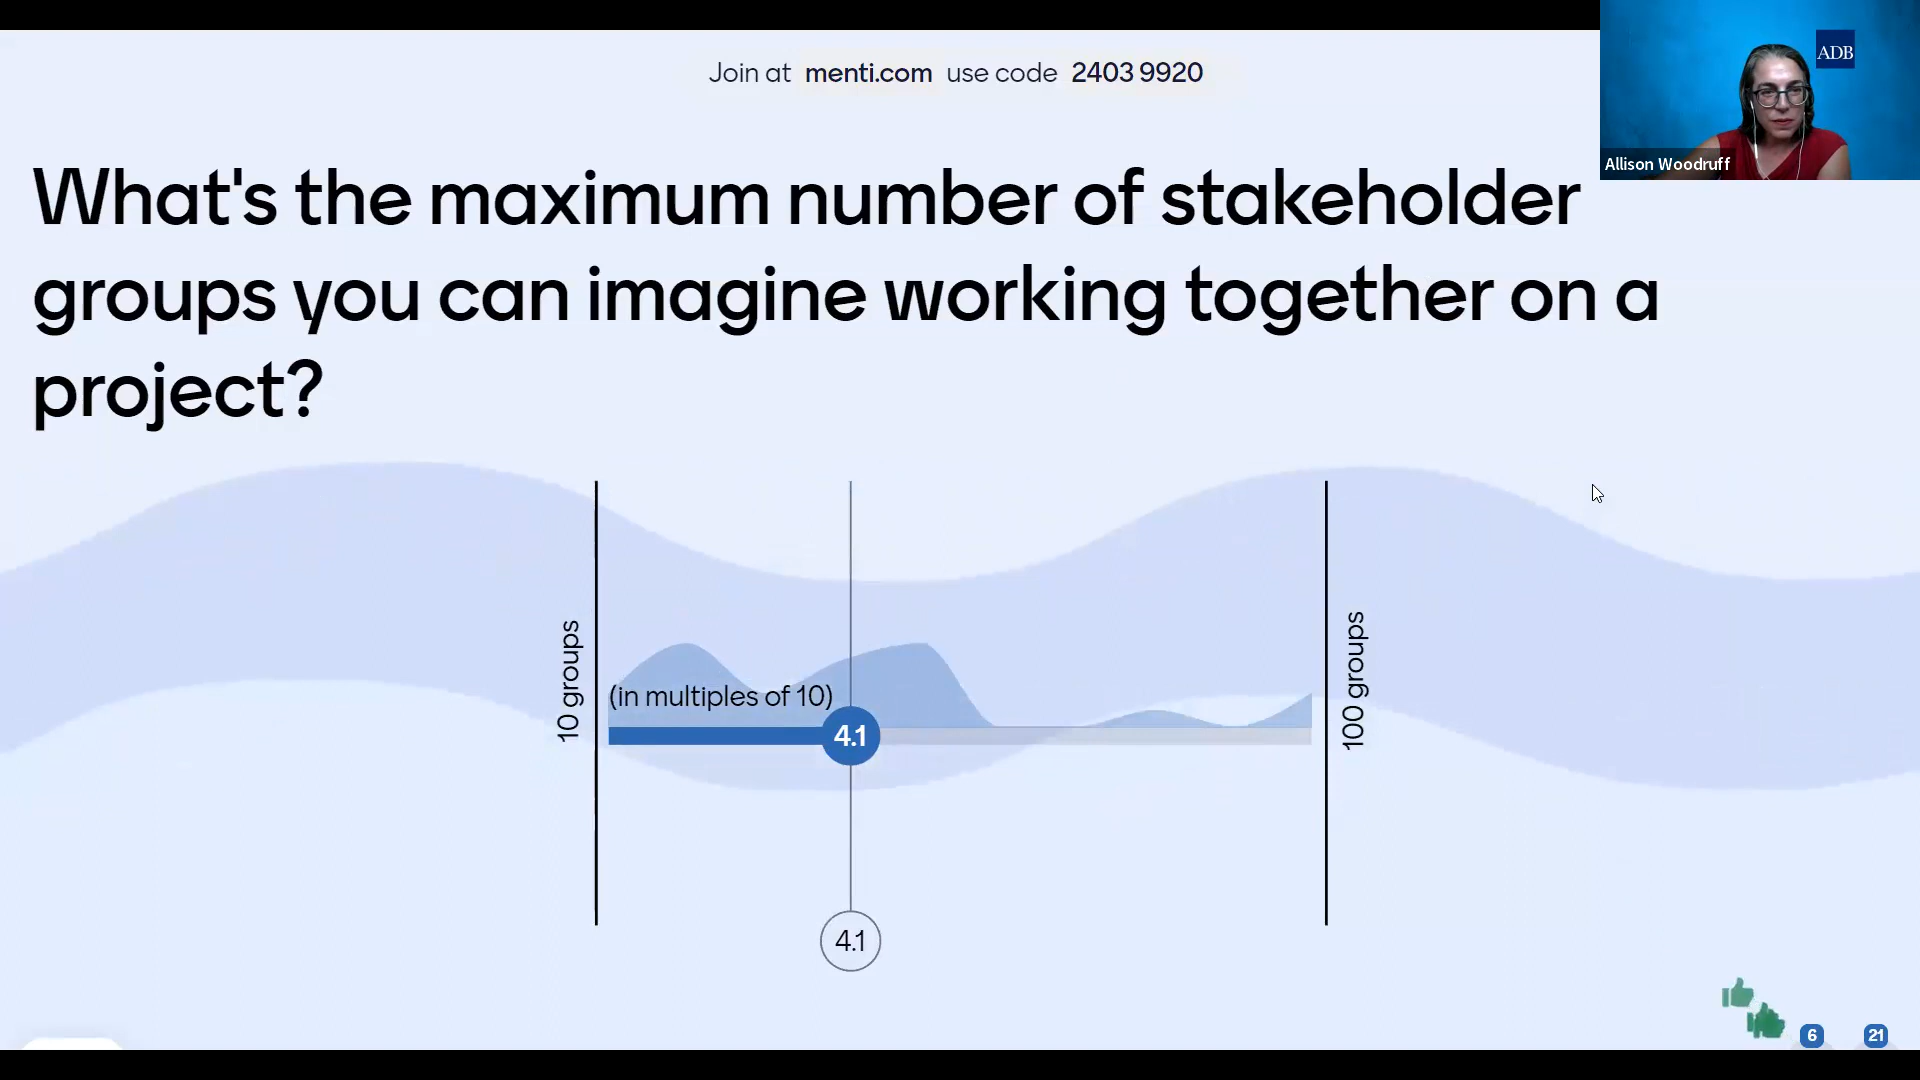 Join at menti.com use code 2403 9920
ADB
Allison Woodruff
What's the maximum number of stakeholder
groups you can imagine working together on a
project?
10 groups
(in multiples of 10)
4.1
100 groups
4.1
6
21